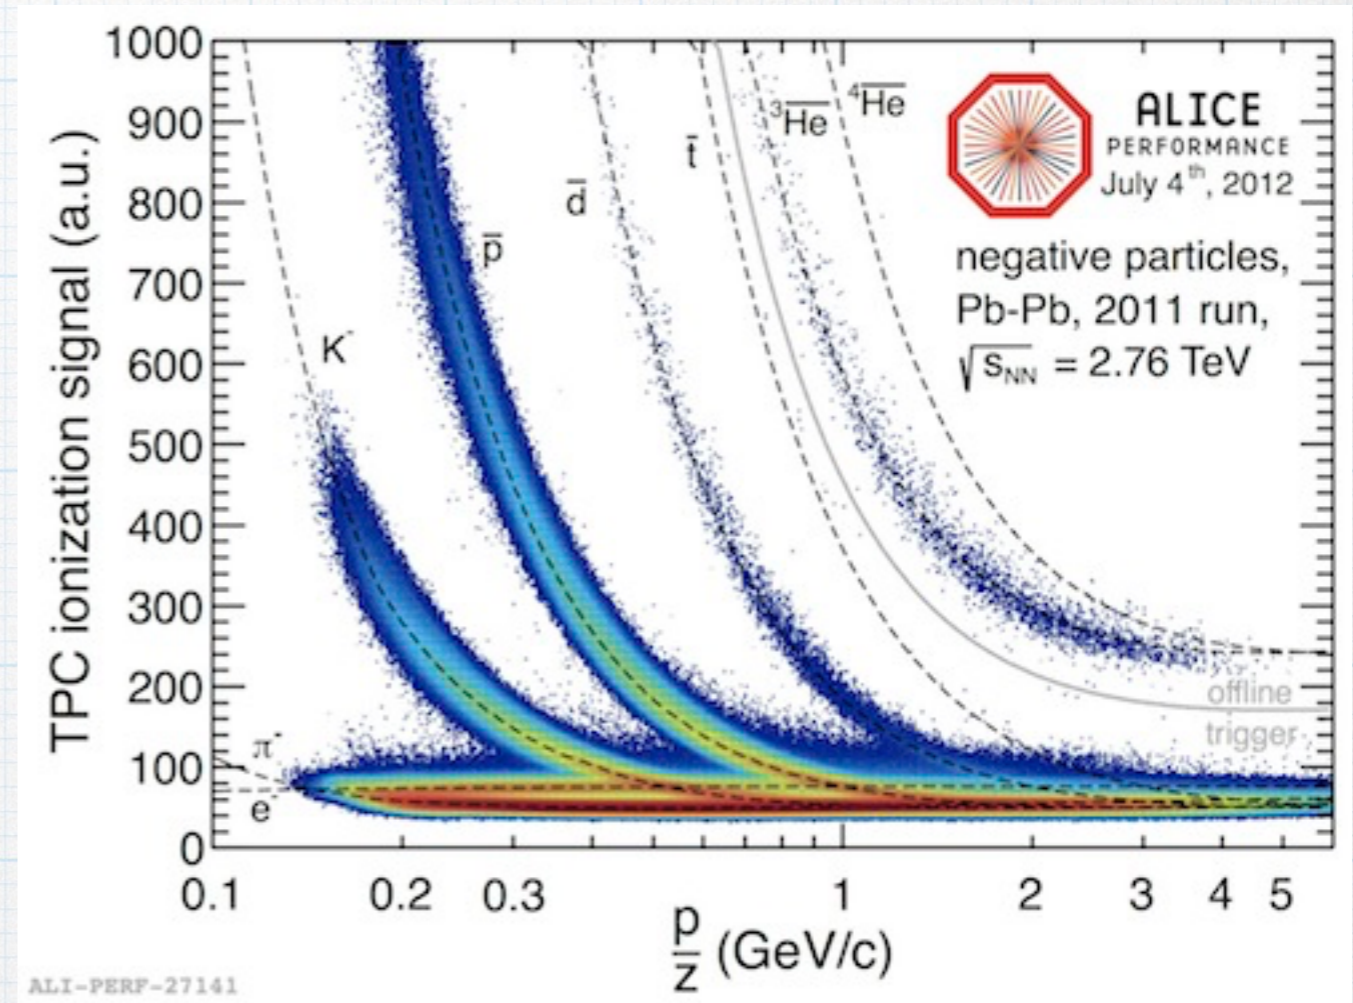 TPC ionization signal (a.u.)
1000
900
800
700
600
500
400
300
200
100
0
K⁻
p̅
d̅
t̅
³H̅e̅
⁴H̅e̅
π⁻
e⁻
ALICE
PERFORMANCE
July 4th, 2012
negative particles,
Pb-Pb, 2011 run,
√sNN = 2.76 TeV
offline
trigger
0.1 0.2 0.3 1 2 3 4 5
p/z (GeV/c)
ALI-PERF-27141